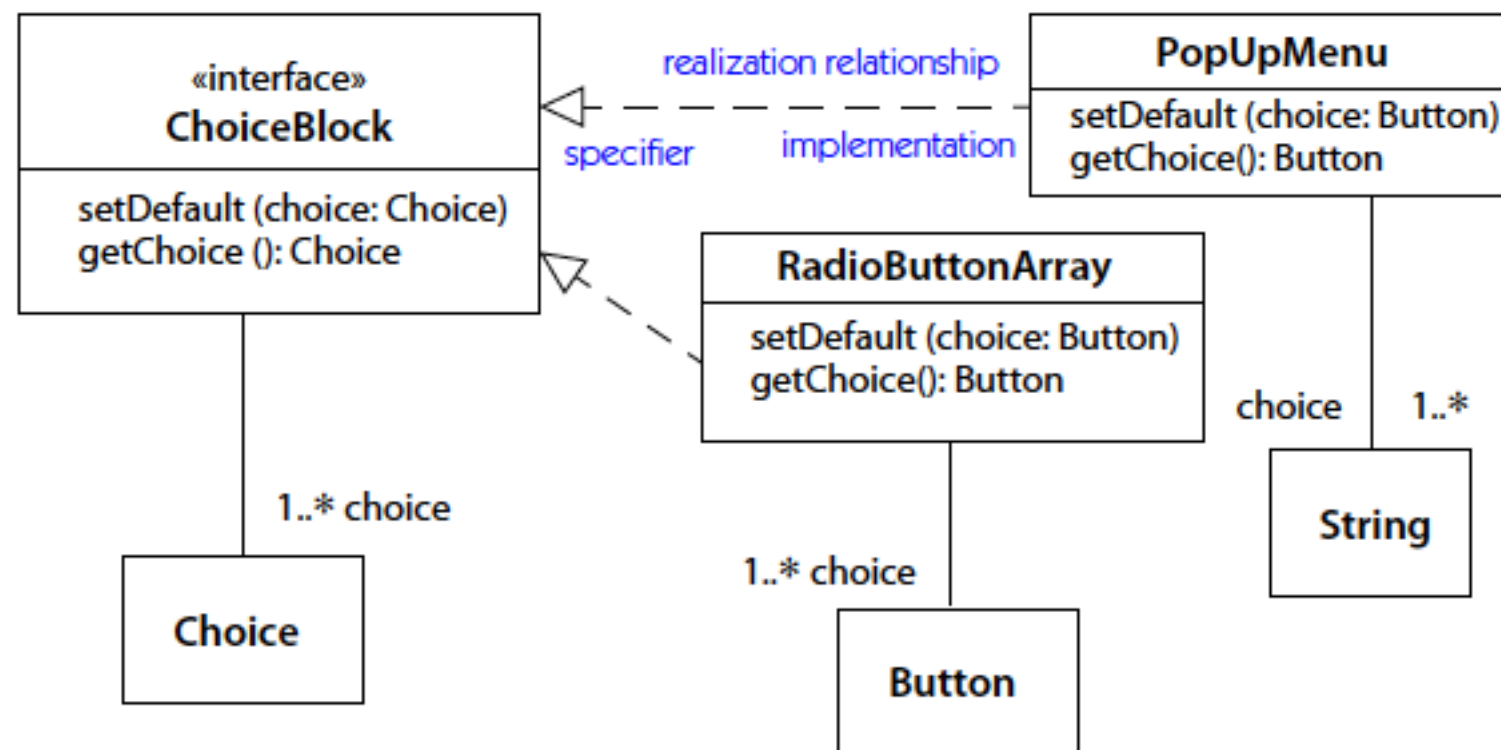 «interface»
ChoiceBlock
setDefault (choice: Choice)
getChoice (): Choice
realization relationship
specifier
implementation
PopUpMenu
setDefault (choice: Button)
getChoice(): Button
RadioButtonArray
setDefault (choice: Button)
getChoice(): Button
choice 1..*
String
1..* choice
Choice
1..* choice
Button